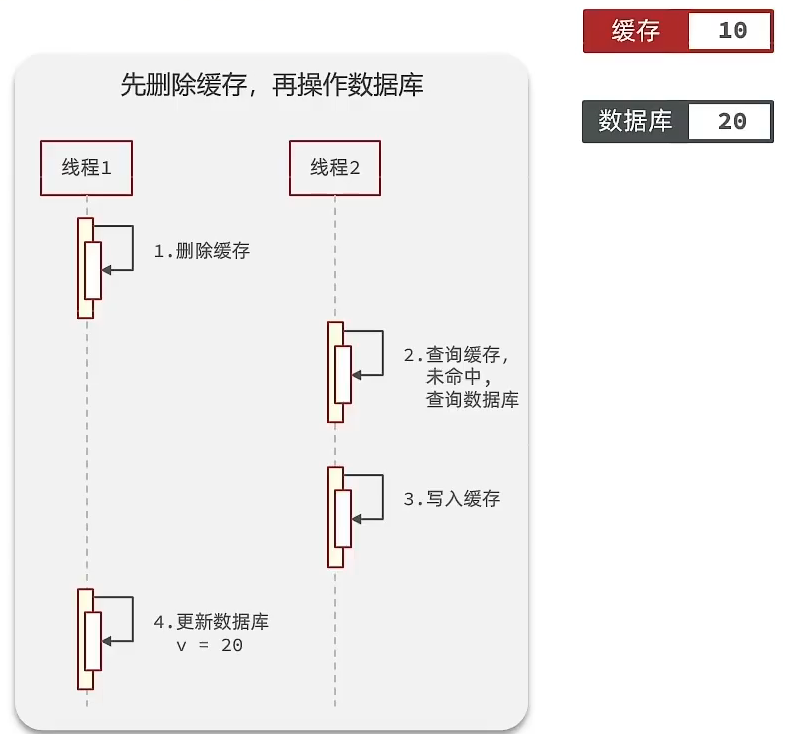 缓存 10
先删除缓存，再操作数据库
数据库 20
线程1 线程2
1.删除缓存
2.查询缓存，
未命中，
查询数据库
3.写入缓存
4.更新数据库
v = 20